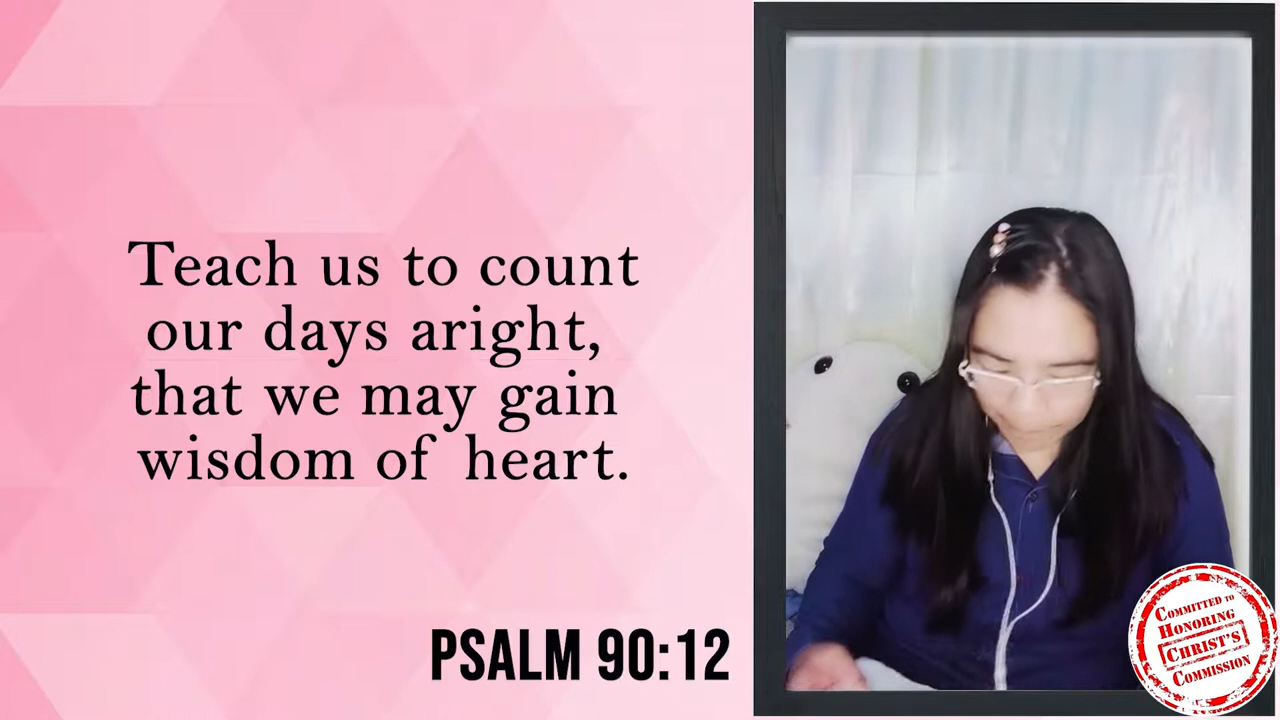 Teach us to count
our days aright,
that we may gain
wisdom of heart.
PSALM 90:12
COMMITTED TO
HONORING
CHRIST'S
COMMISSION